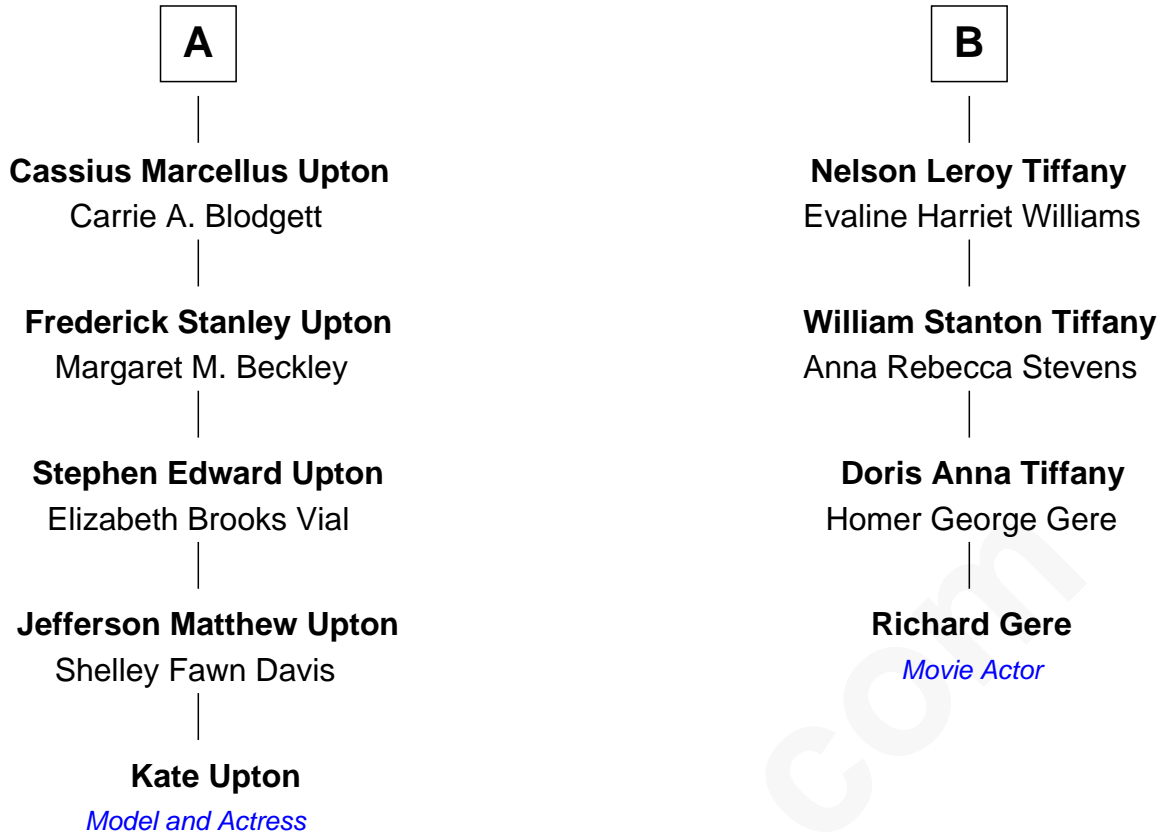 A
Cassius Marcellus Upton
Carrie A. Blodgett
Frederick Stanley Upton
Margaret M. Beckley
Stephen Edward Upton
Elizabeth Brooks Vial
Jefferson Matthew Upton
Shelley Fawn Davis
Kate Upton
Model and Actress
B
Nelson Leroy Tiffany
Evaline Harriet Williams
William Stanton Tiffany
Anna Rebecca Stevens
Doris Anna Tiffany
Homer George Gere
Richard Gere
Movie Actor
com